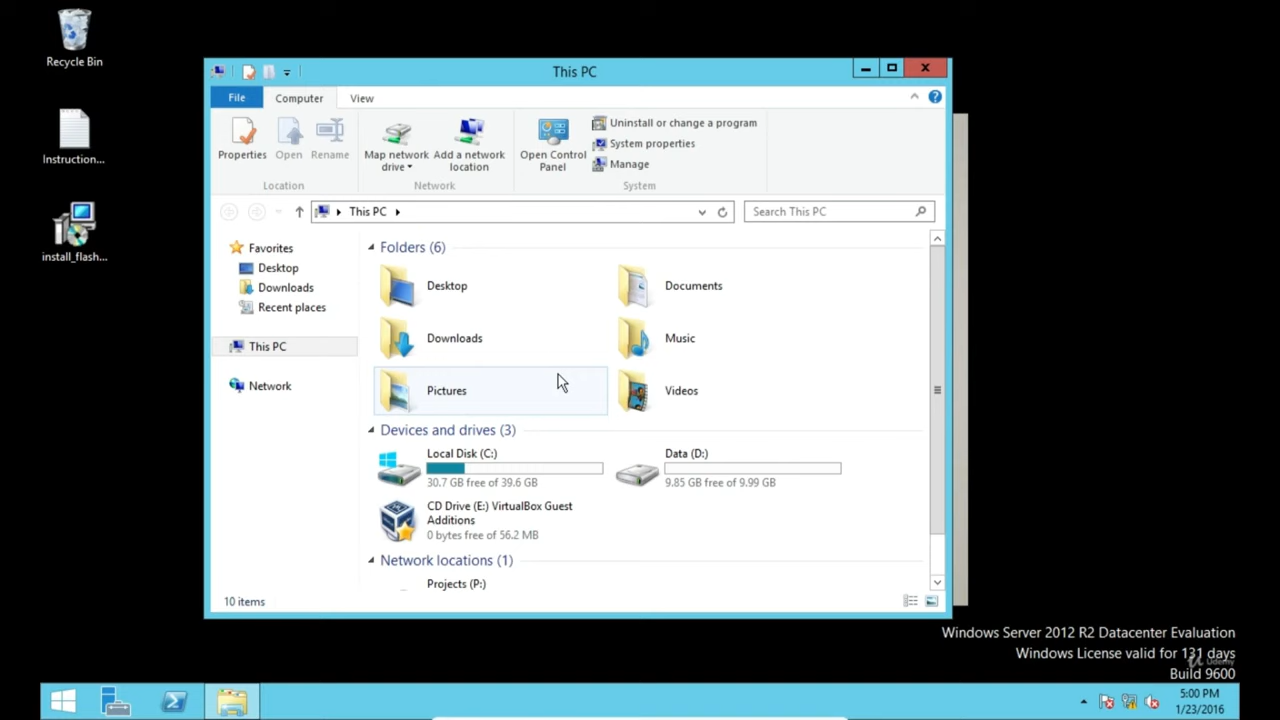 Recycle Bin
Instruction...
install_flash...
This PC
File
Computer
View
Properties
Open
Rename
Map network
drive
Add a network
location
Open Control
Panel
Uninstall or change a program
System properties
Manage
Location
Network
System
This PC
Search This PC
Favorites
Desktop
Downloads
Recent places
This PC
Network
Folders (6)
Desktop
Documents
Downloads
Music
Pictures
Videos
Devices and drives (3)
Local Disk (C:)
30.7 GB free of 39.6 GB
Data (D:)
9.85 GB free of 9.99 GB
CD Drive (E:) VirtualBox Guest
Additions
0 bytes free of 56.2 MB
Network locations (1)
Projects (P:)
10 items
Windows Server 2012 R2 Datacenter Evaluation
Windows License valid for 131 days
Udemy
Build 9600
5:00 PM
1/23/2016